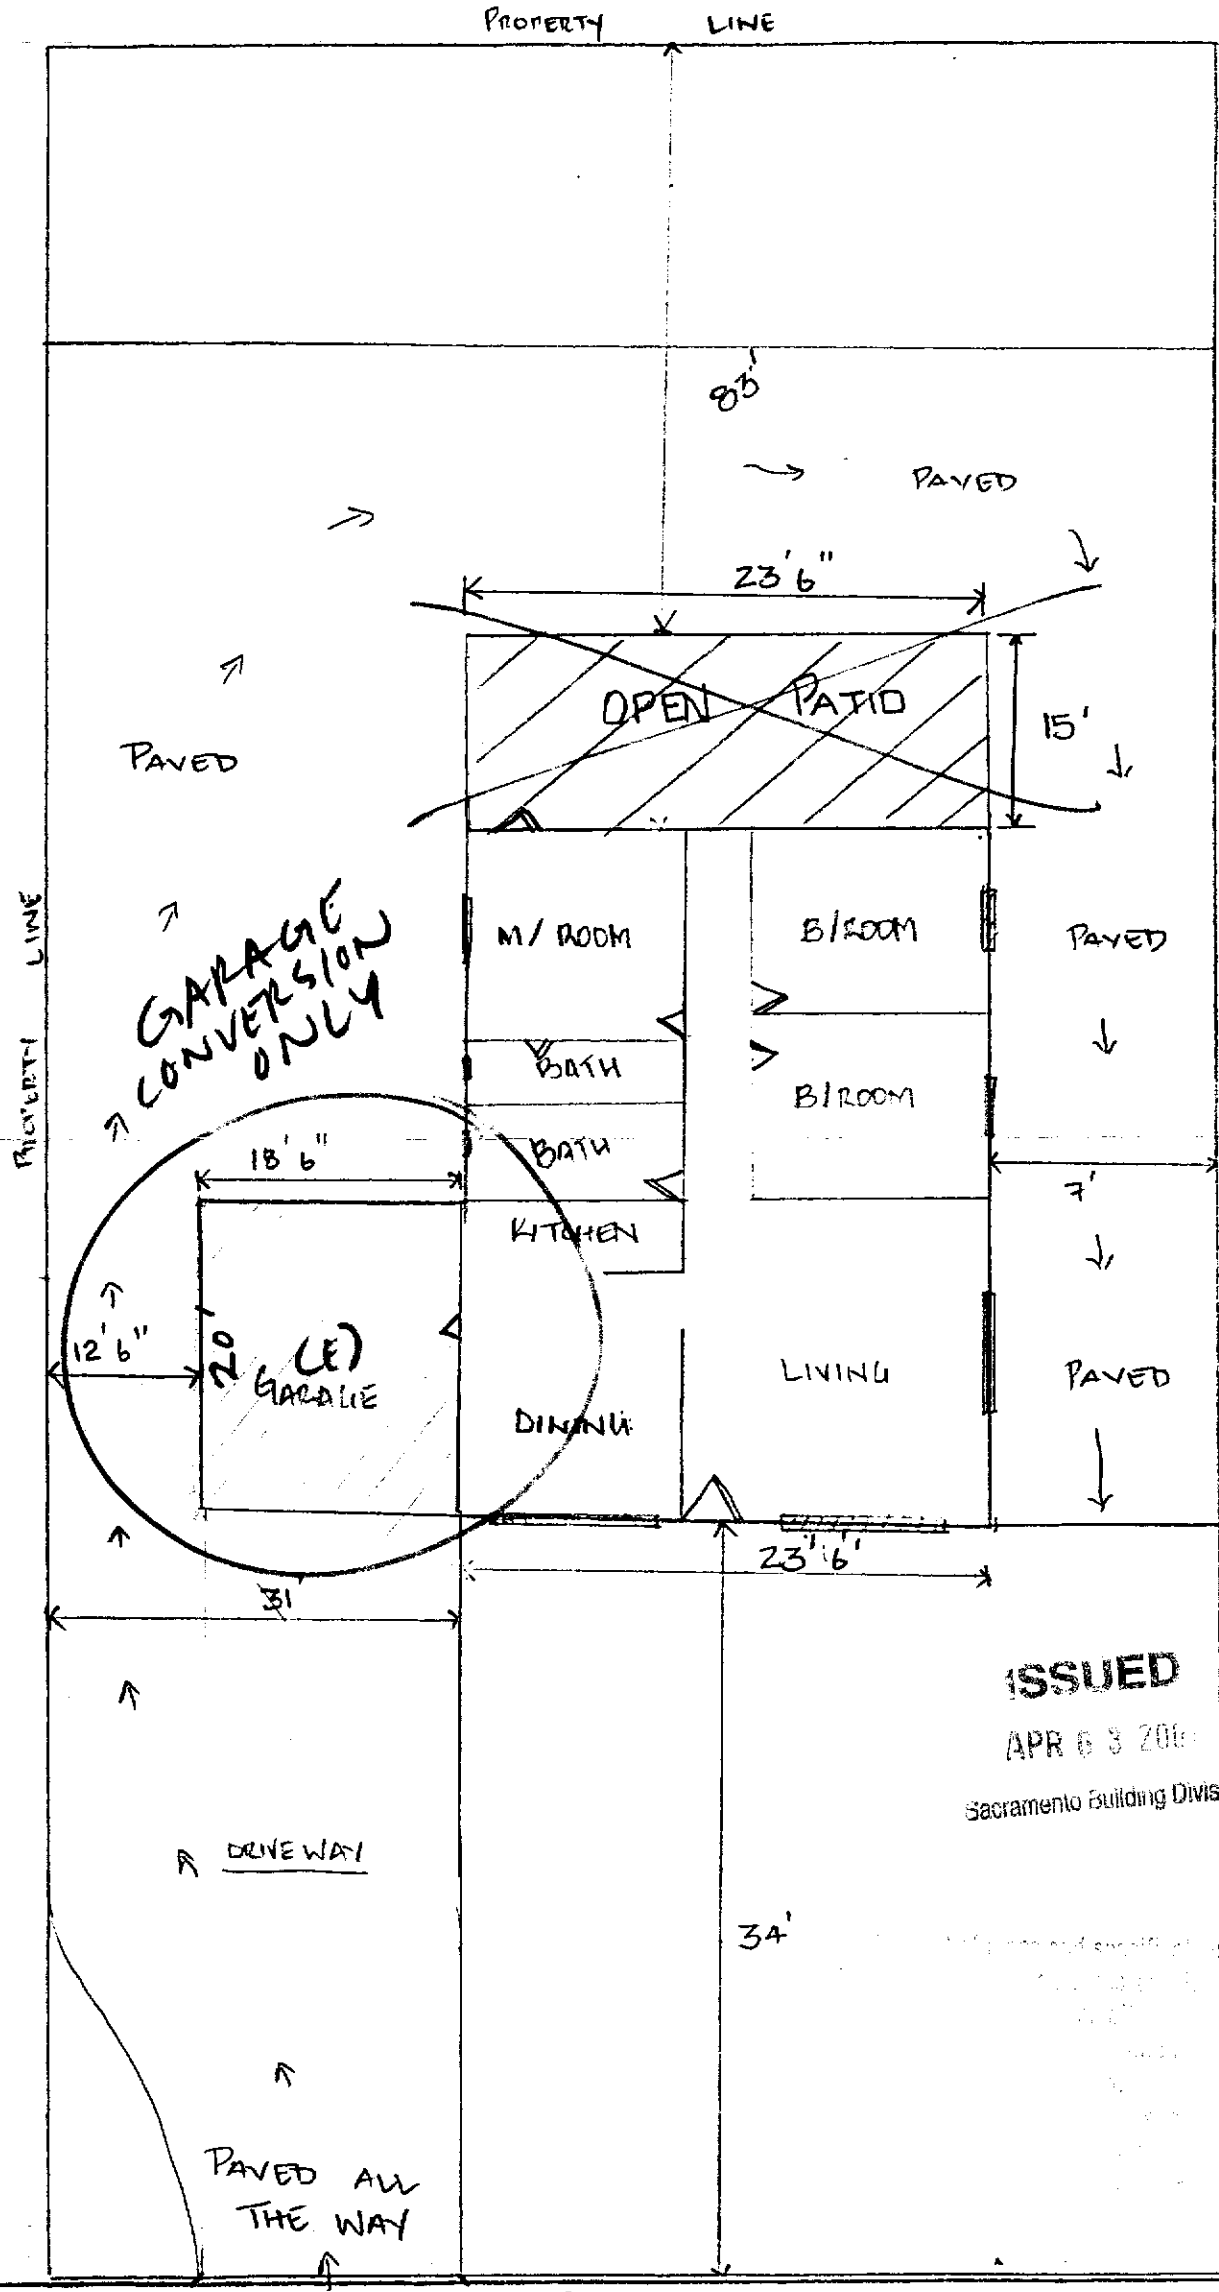 PROPERTY LINE
83'
PAVED
23'6"
OPEN PATIO
15'
PAVED
PROPERTY LINE
GARAGE
CONVERSION
ONLY
M/ROOM
B/ROOM
PAVED
BATH
B/ROOM
BATH
18'6"
7'
KITCHEN
12'6"
20'
(E)
GARAGE
LIVING
PAVED
DINING
23'6'
31'
ISSUED
APR
Sacramento Building Divis
DRIVEWAY
34'
PAVED ALL
THE WAY